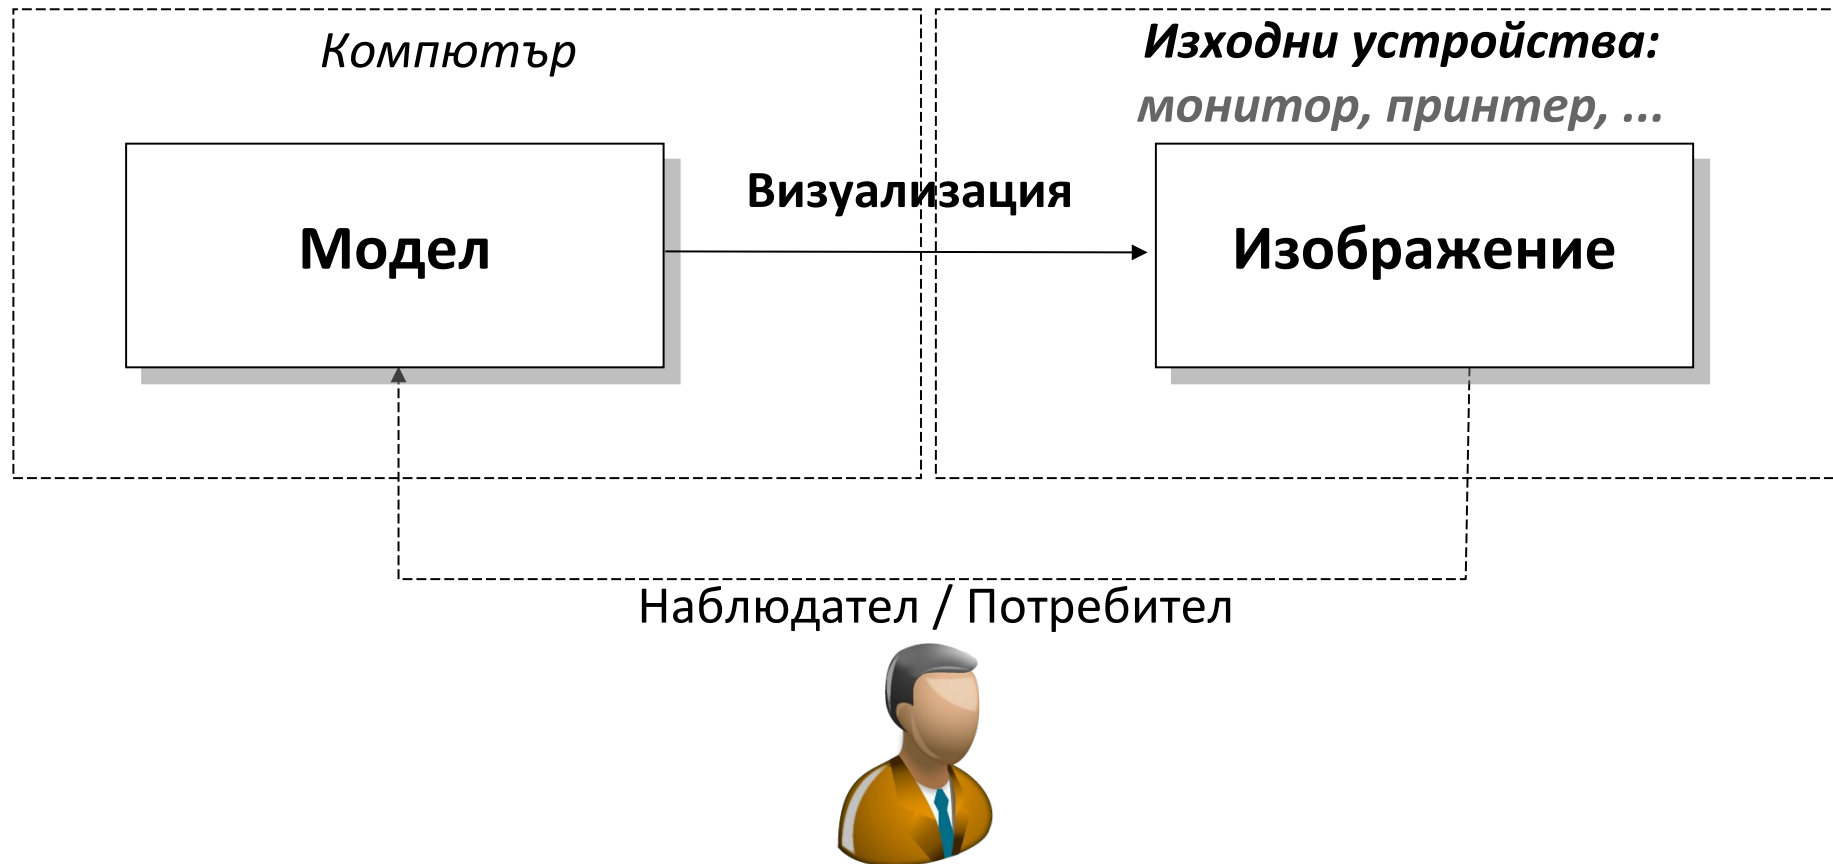 Компютър
Изходни устройства:
монитор, принтер, ...
Визуализация
Модел
Изображение
Наблюдател / Потребител